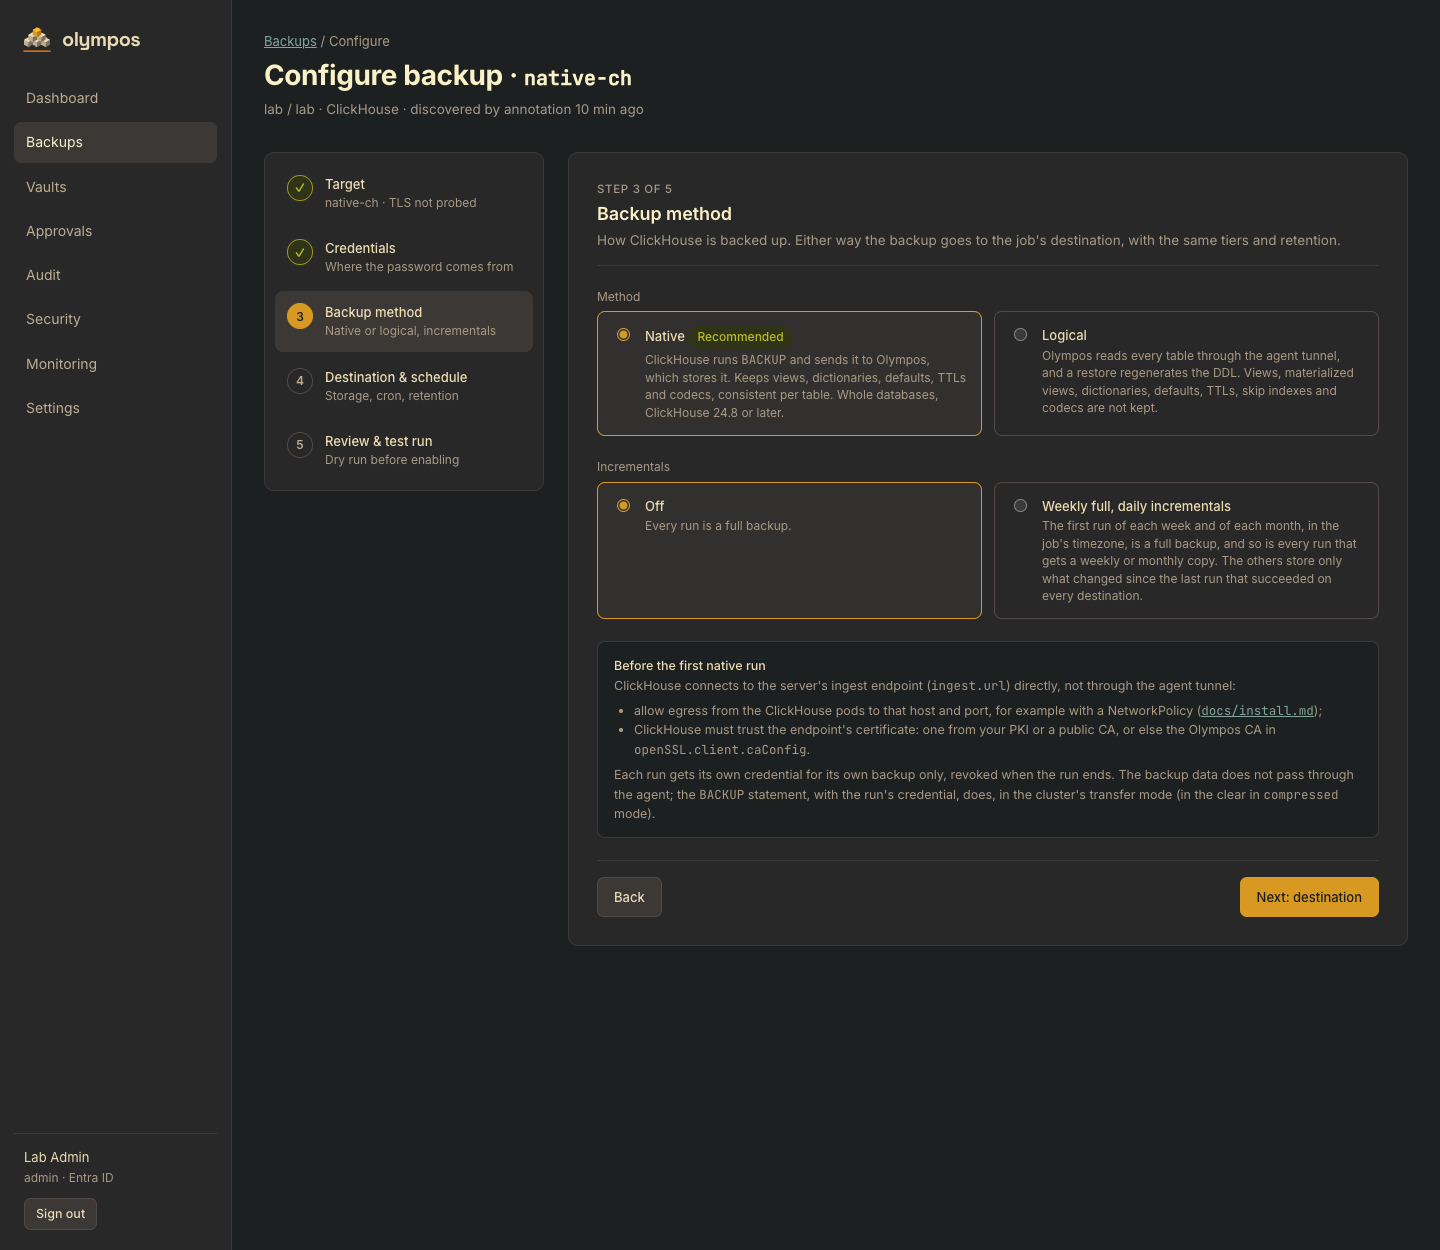 olympos
Dashboard
Backups
Vaults
Approvals
Audit
Security
Monitoring
Settings
Lab Admin
admin · Entra ID
Sign out
Backups / Configure
Configure backup · native-ch
lab / lab · ClickHouse · discovered by annotation 10 min ago
✓
Target
native-ch · TLS not probed
✓
Credentials
Where the password comes from
3
Backup method
Native or logical, incrementals
4
Destination & schedule
Storage, cron, retention
5
Review & test run
Dry run before enabling
STEP 3 OF 5
Backup method
How ClickHouse is backed up. Either way the backup goes to the job's destination, with the same tiers and retention.
Method
Native Recommended
ClickHouse runs BACKUP and sends it to Olympos,
which stores it. Keeps views, dictionaries, defaults, TTLs
and codecs, consistent per table. Whole databases,
ClickHouse 24.8 or later.
Logical
Olympos reads every table through the agent tunnel,
and a restore regenerates the DDL. Views, materialized
views, dictionaries, defaults, TTLs, skip indexes and
codecs are not kept.
Incrementals
Off
Every run is a full backup.
Weekly full, daily incrementals
The first run of each week and of each month, in the
job's timezone, is a full backup, and so is every run that
gets a weekly or monthly copy. The others store only
what changed since the last run that succeeded on
every destination.
Before the first native run
ClickHouse connects to the server's ingest endpoint (ingest.url) directly, not through the agent tunnel:
• allow egress from the ClickHouse pods to that host and port, for example with a NetworkPolicy (docs/install.md);
• ClickHouse must trust the endpoint's certificate: one from your PKI or a public CA, or else the Olympos CA in
openSSL.client.caConfig.
Each run gets its own credential for its own backup only, revoked when the run ends. The backup data does not pass through
the agent; the BACKUP statement, with the run's credential, does, in the cluster's transfer mode (in the clear in compressed
mode).
Back
Next: destination